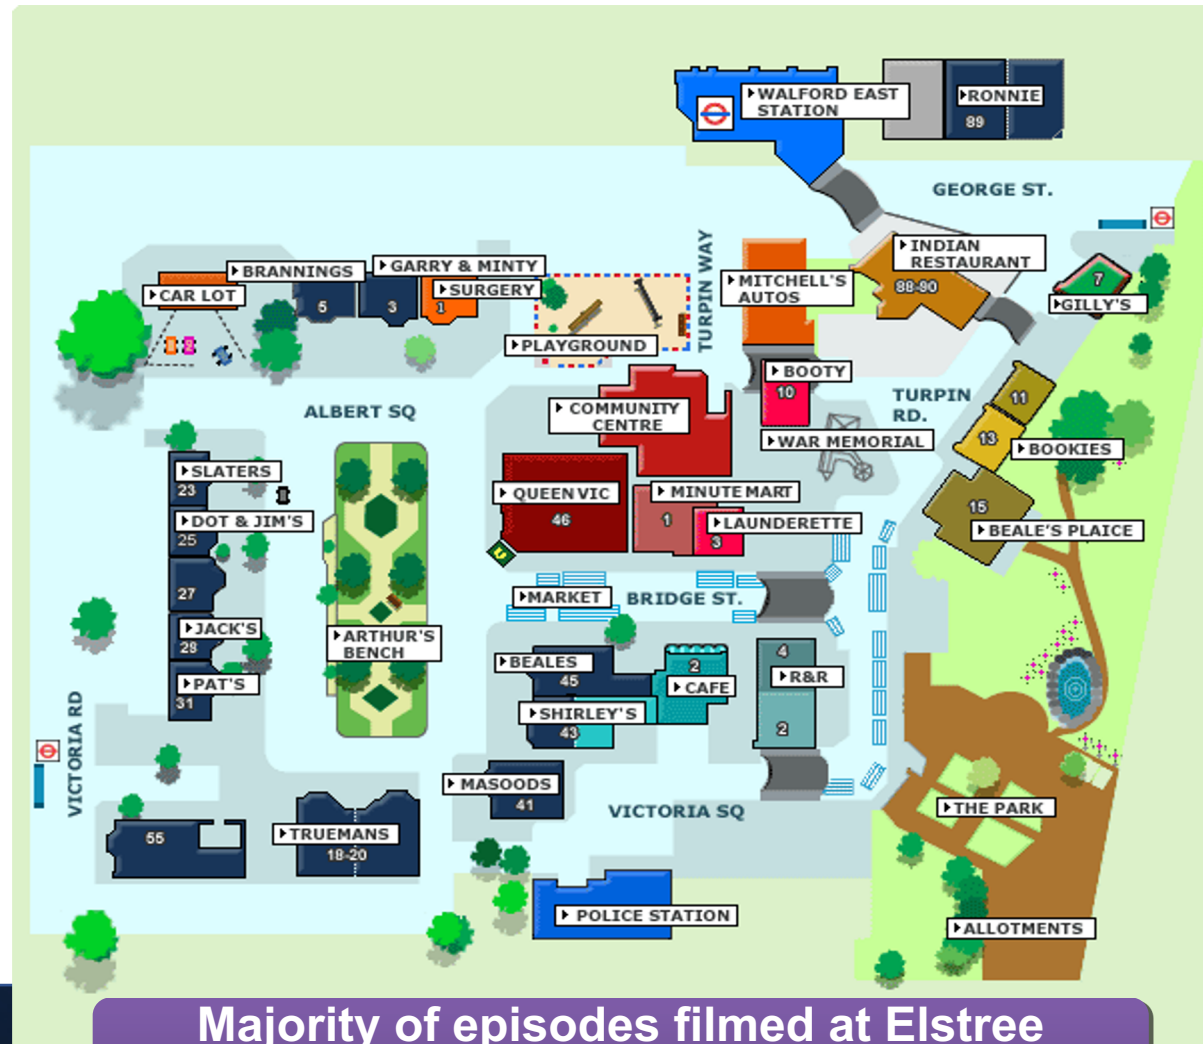 WALFORD EAST
STATION
RONNIE
89
GEORGE ST.
TURPIN WAY
INDIAN
RESTAURANT
88-90
7
GILLY'S
BRANNINGS
GARRY & MINTY
CAR LOT
SURGERY
5
3
1
MITCHELL'S
AUTOS
PLAYGROUND
BOOTY
10
ALBERT SQ
COMMUNITY
CENTRE
TURPIN
RD.
11
13
WAR MEMORIAL
BOOKIES
SLATERS
23
QUEEN VIC
46
MINUTE MART
1
LAUNDERETTE
3
15
BEALE'S PLAICE
DOT & JIM'S
25
27
MARKET
BRIDGE ST.
JACK'S
28
ARTHUR'S
BENCH
BEALES
45
2
CAFE
4
R&R
2
PAT'S
31
SHIRLEY'S
43
VICTORIA RD
MASOODS
41
VICTORIA SQ
THE PARK
55
TRUEMANS
18-20
POLICE STATION
ALLOTMENTS
Majority of episodes filmed at Elstree